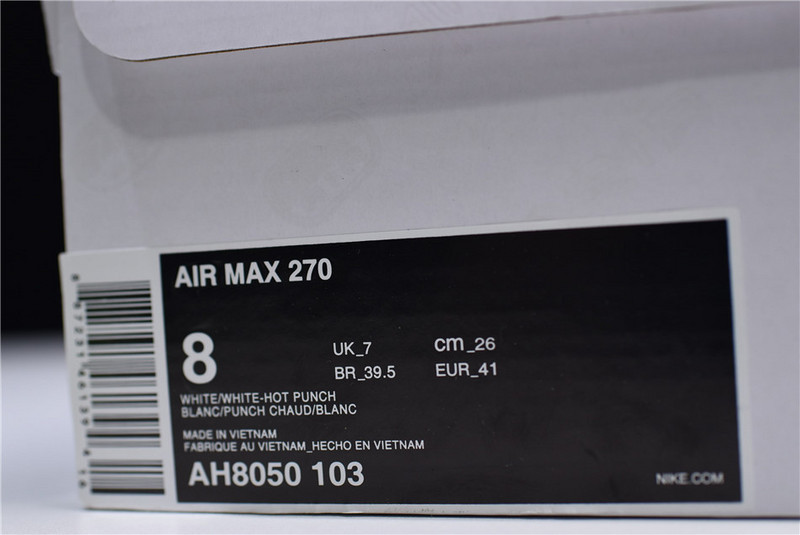 AIR MAX 270
8
UK_7 cm_26
BR_39.5 EUR_41
WHITE/WHITE-HOT PUNCH
BLANC/PUNCH CHAUD/BLANC
MADE IN VIETNAM
FABRIQUE AU VIETNAM_HECHO EN VIETNAM
AH8050 103
NIKE.COM